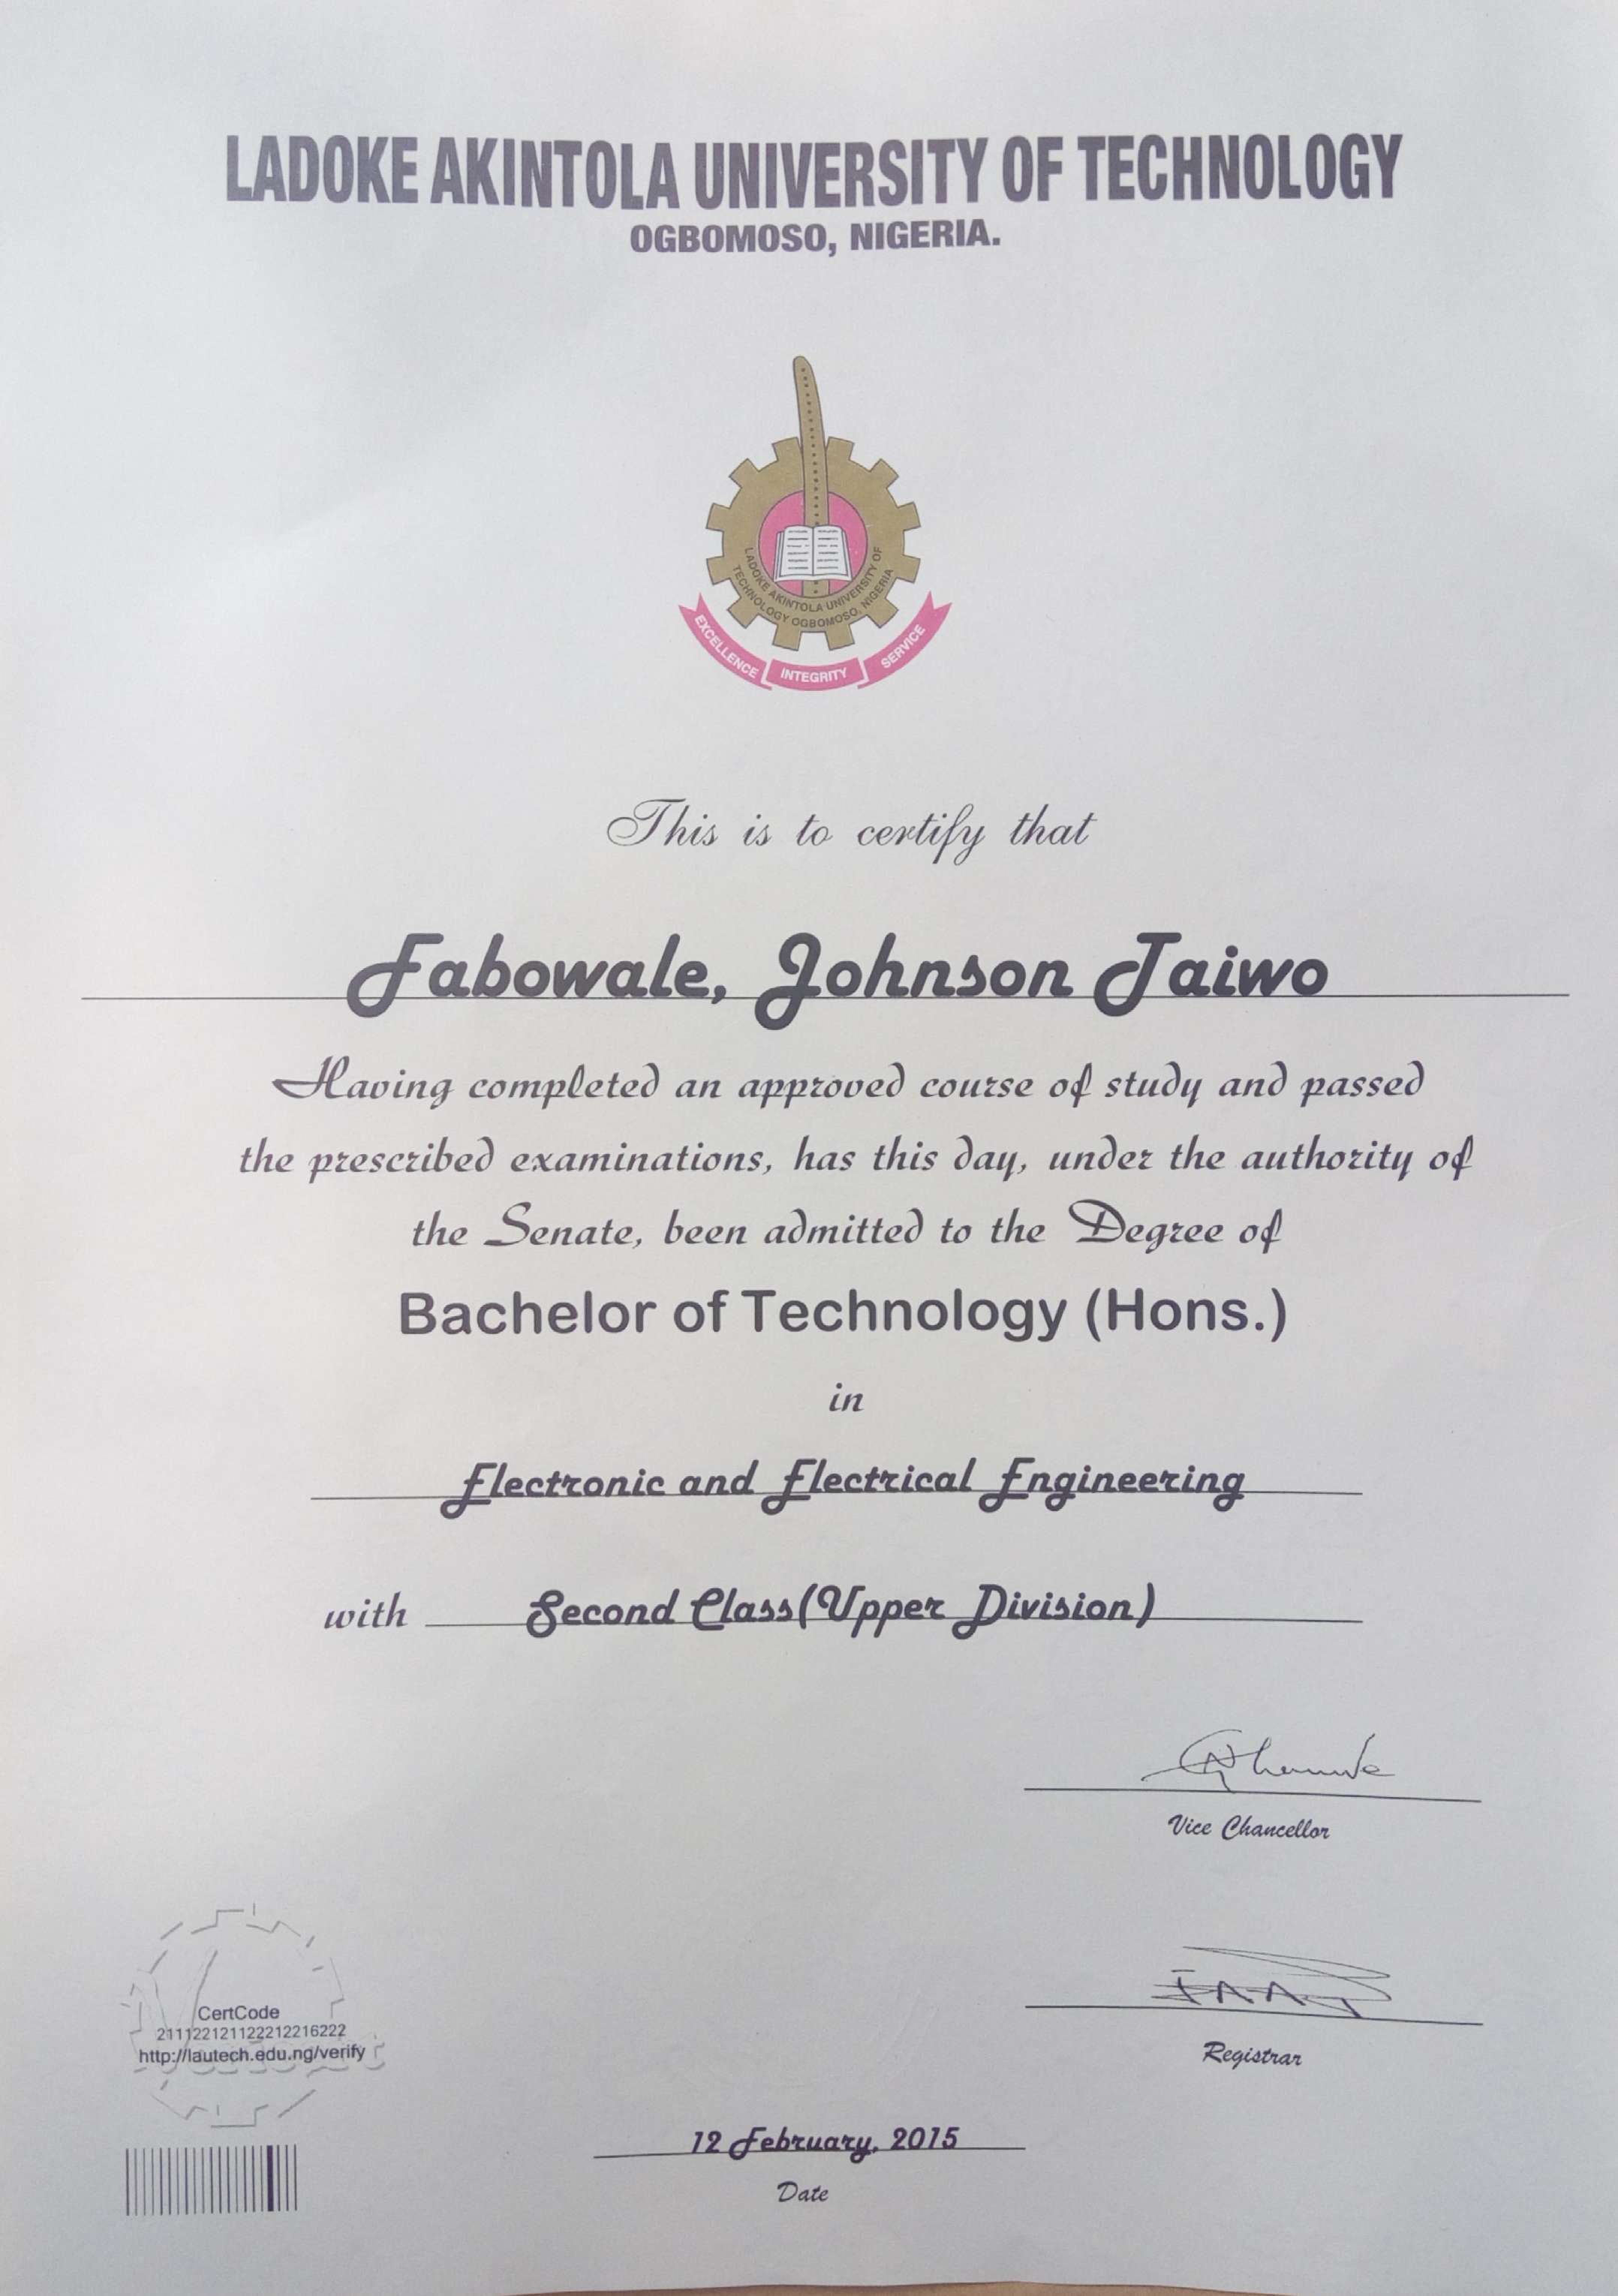 LADOKE AKINTOLA UNIVERSITY OF TECHNOLOGY
OGBOMOSO, NIGERIA.
LADOKE AKINTOLA UNIVERSITY OF
TECHNOLOGY OGBOMOSO, NIGERIA
EXCELLENCE INTEGRITY SERVICE
This is to certify that
Fabowale, Johnson Taiwo
Having completed an approved course of study and passed
the prescribed examinations, has this day, under the authority of
the Senate, been admitted to the Degree of
Bachelor of Technology (Hons.)
in
Electronic and Electrical Engineering
with Second Class(Upper Division)
Vice Chancellor
CertCode
211122121122212216222
http://lautech.edu.ng/verify
Registrar
12 February, 2015
Date